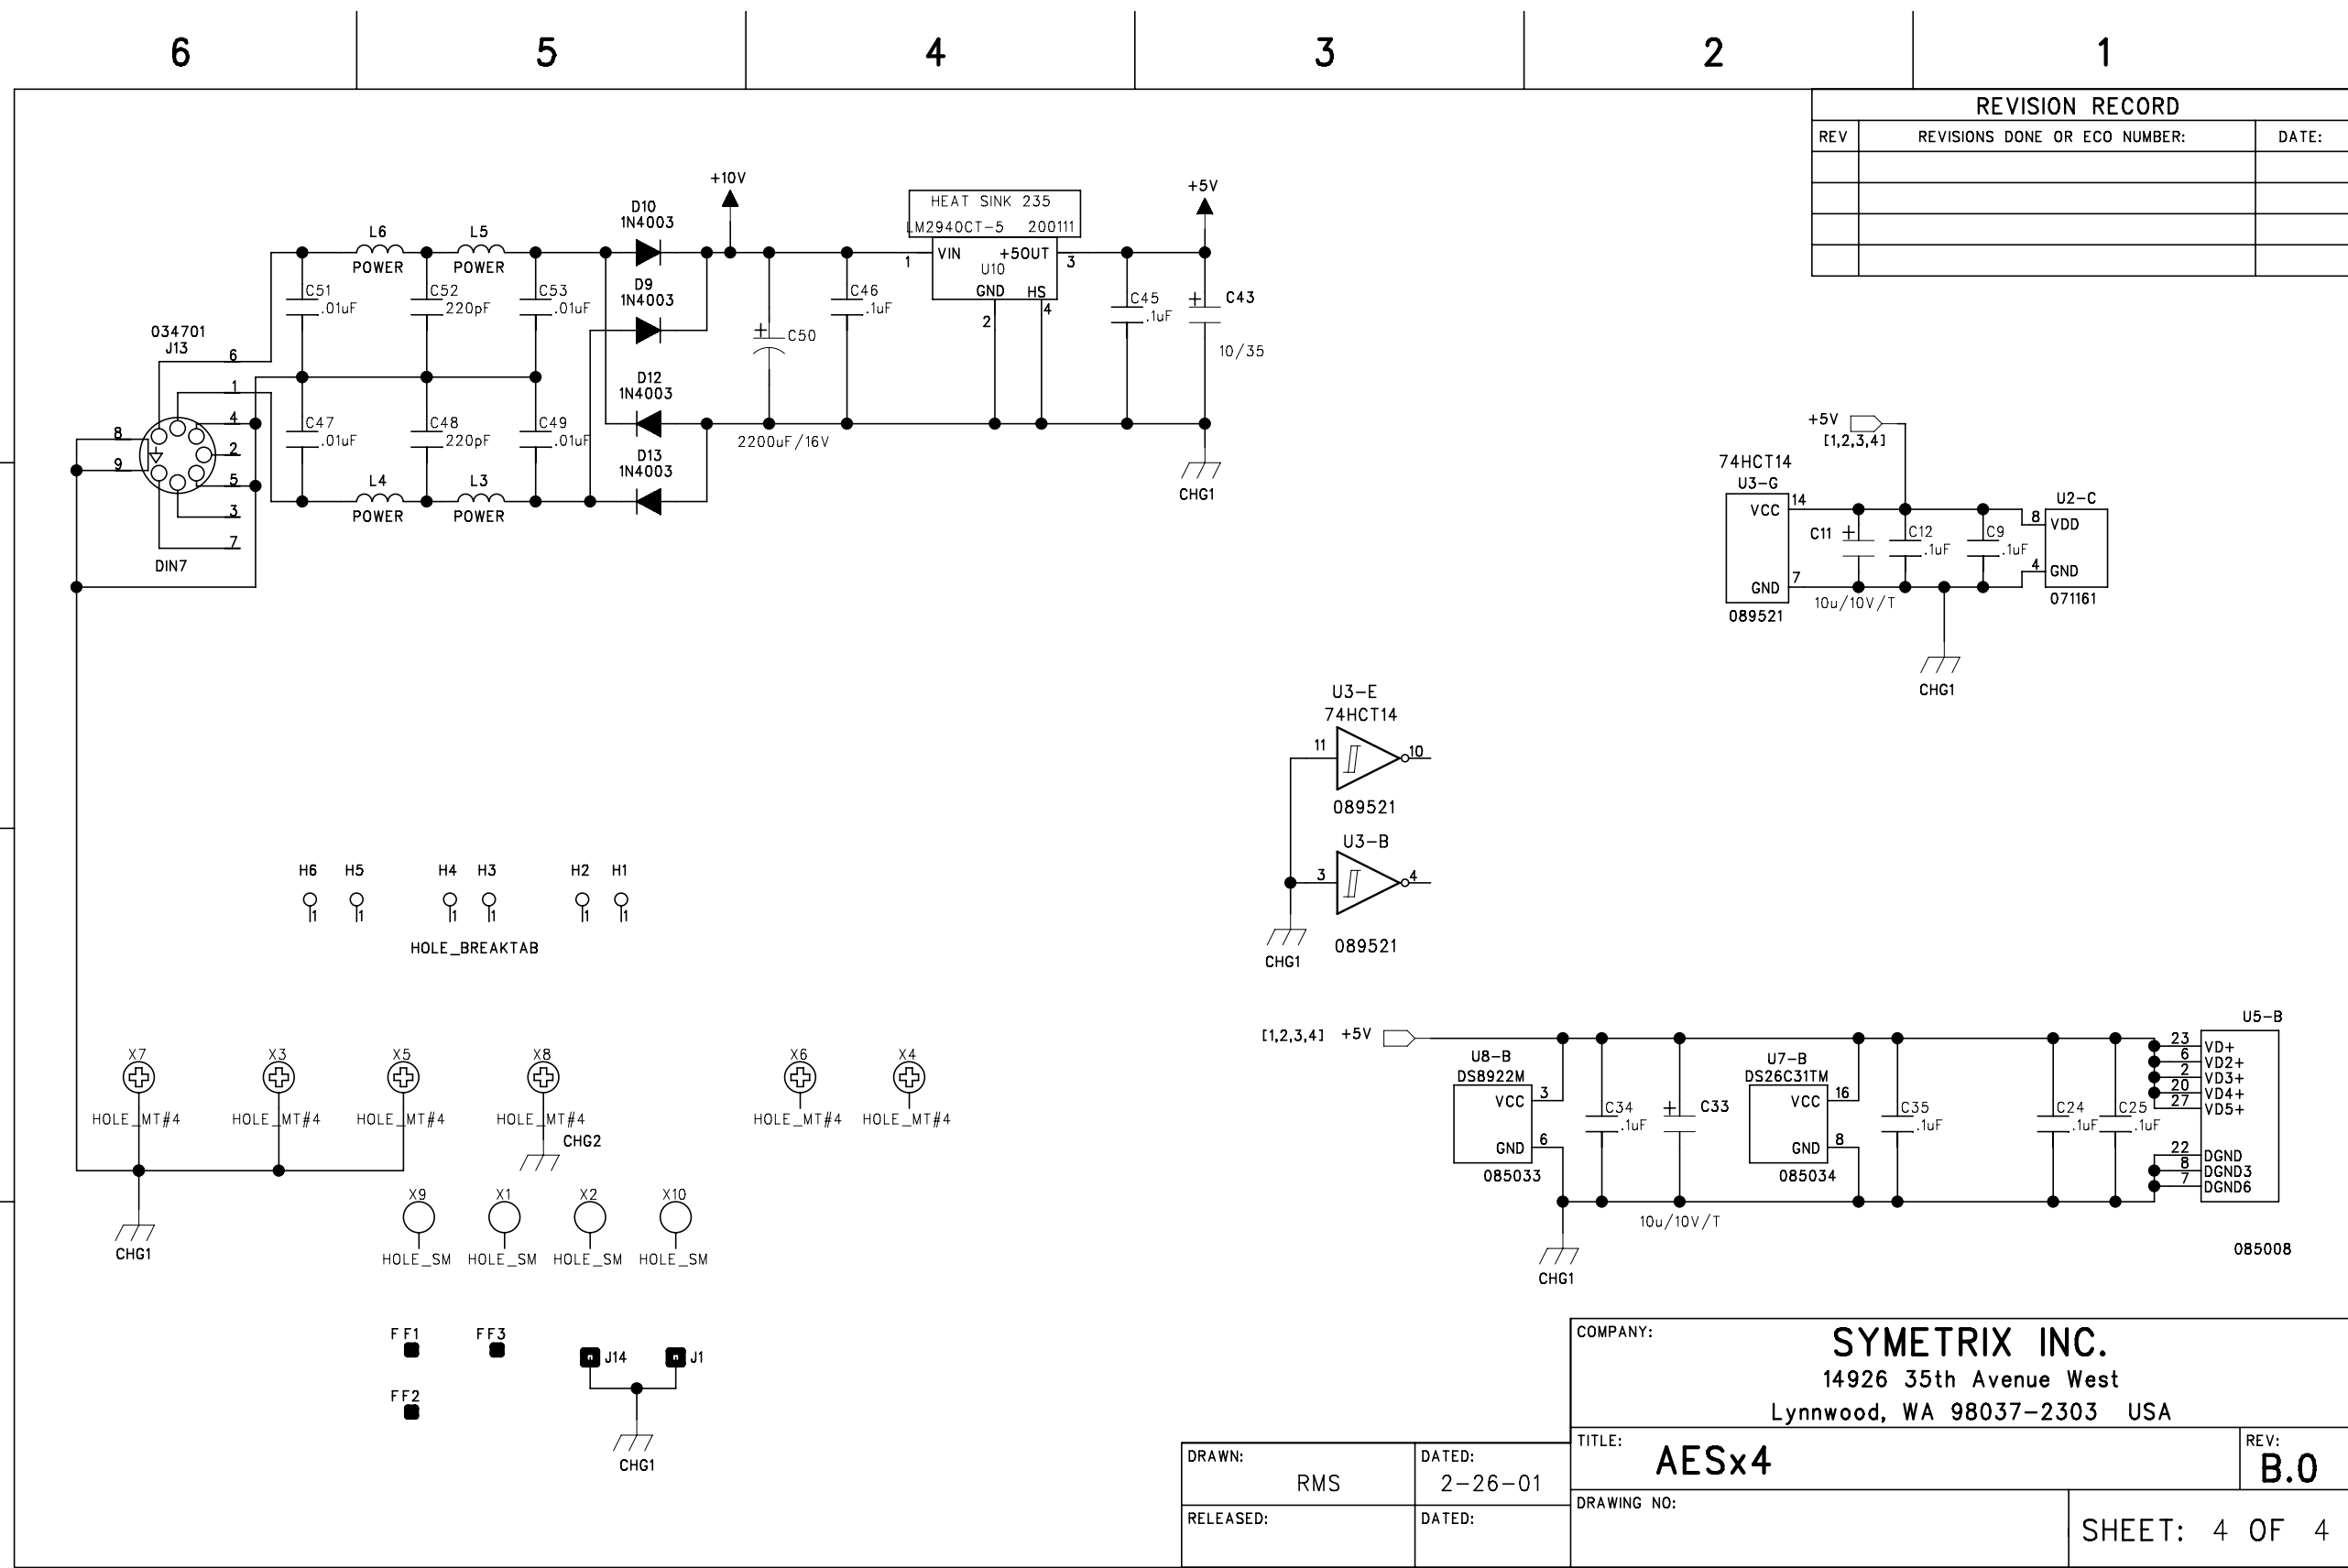 6 5 4 3 2 1
REVISION RECORD
REV REVISIONS DONE OR ECO NUMBER: DATE:
+10V
+5V
HEAT SINK 235
LM2940CT-5 200111
VIN +5OUT
1 3
U10
GND HS
2 4
D10
1N4003
D9
1N4003
D12
1N4003
D13
1N4003
L6
POWER
L5
POWER
C51
.01uF
C52
220pF
C53
.01uF
C46
.1uF
+ C50
2200uF/16V
C45
.1uF
+ C43
10/35
CHG1
034701
J13
6
1
4
8
2
9
5
3
7
DIN7
C47
.01uF
C48
220pF
C49
.01uF
L4
POWER
L3
POWER
+5V
[1,2,3,4]
74HCT14
U3-G
VCC 14
GND 7
089521
C11 +
10u/10V/T
C12
.1uF
C9
.1uF
U2-C
8 VDD
4 GND
071161
CHG1
U3-E
74HCT14
11 10
089521
U3-B
3 4
089521
CHG1
H6 H5 H4 H3 H2 H1
1 1 1 1 1 1
HOLE_BREAKTAB
X7 X3 X5 X8 X6 X4
HOLE_MT#4 HOLE_MT#4 HOLE_MT#4 HOLE_MT#4 HOLE_MT#4 HOLE_MT#4
CHG2
CHG1
X9 X1 X2 X10
HOLE_SM HOLE_SM HOLE_SM HOLE_SM
FF1 FF3
J14 J1
FF2
CHG1
[1,2,3,4] +5V
U8-B
DS8922M
VCC 3
GND 6
085033
C34
.1uF
+ C33
10u/10V/T
U7-B
DS26C31TM
VCC 16
GND 8
085034
C35
.1uF
C24
.1uF
C25
.1uF
U5-B
23 VD+
6 VD2+
2 VD3+
20 VD4+
27 VD5+
22 DGND
8 DGND3
7 DGND6
085008
CHG1
COMPANY:
SYMETRIX INC.
14926 35th Avenue West
Lynnwood, WA 98037-2303 USA
TITLE:
AESx4
REV:
B.0
DRAWN:
RMS
DATED:
2-26-01
RELEASED:
DATED:
DRAWING NO:
SHEET: 4 OF 4